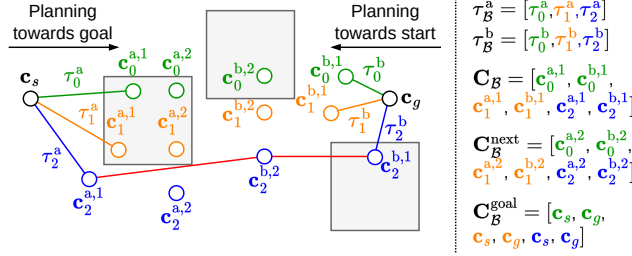 Planning
towards goal
Planning
towards start
c_s
τ_0^a
c_0^{a,1}
c_0^{a,2}
c_0^{b,2}
c_0^{b,1}
τ_0^b
c_g
τ_1^a
c_1^{a,1}
c_1^{a,2}
c_1^{b,2}
c_1^{b,1}
τ_1^b
τ_2^a
c_2^{a,1}
c_2^{a,2}
c_2^{b,2}
c_2^{b,1}
τ_2^b
τ_B^a = [τ_0^a, τ_1^a, τ_2^a]
τ_B^b = [τ_0^b, τ_1^b, τ_2^b]
C_B = [c_0^{a,1}, c_0^{b,1},
c_1^{a,1}, c_1^{b,1}, c_2^{a,1}, c_2^{b,1}]
C_B^{next} = [c_0^{a,2}, c_0^{b,2},
c_1^{a,2}, c_1^{b,2}, c_2^{a,2}, c_2^{b,2}]
C_B^{goal} = [c_s, c_g,
c_s, c_g, c_s, c_g]